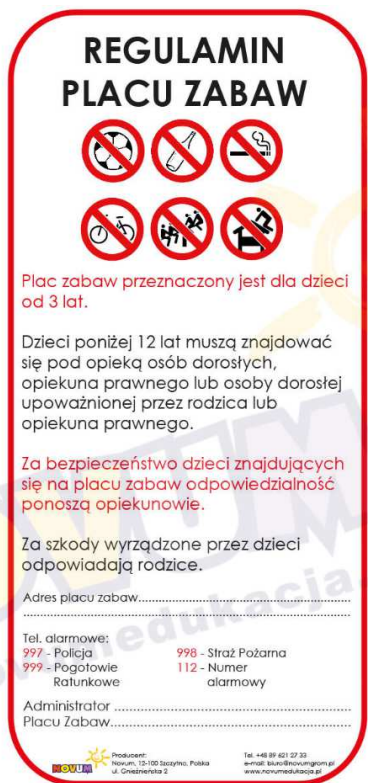 REGULAMIN
PLACU ZABAW
Plac zabaw przeznaczony jest dla dzieci
od 3 lat.
Dzieci poniżej 12 lat muszą znajdować
się pod opieką osób dorosłych,
opiekuna prawnego lub osoby dorosłej
upoważnionej przez rodzica lub
opiekuna prawnego.
Za bezpieczeństwo dzieci znajdujących
się na placu zabaw odpowiedzialność
ponoszą opiekunowie.
Za szkody wyrządzone przez dzieci
odpowiadają rodzice.
Adres placu zabaw
Tel. alarmowe:
997 - Policja 998 - Straż Pożarna
999 - Pogotowie 112 - Numer
Ratunkowe alarmowy
Administrator
Placu Zabaw
NOVUM
Producent:
Novum, 12-100 Szczytno, Polska
ul. Gnieźnieńska 2
Tel. +48 89 621 27 33
e-mail: biuro@novumgrom.pl
www.novumedukacja.pl